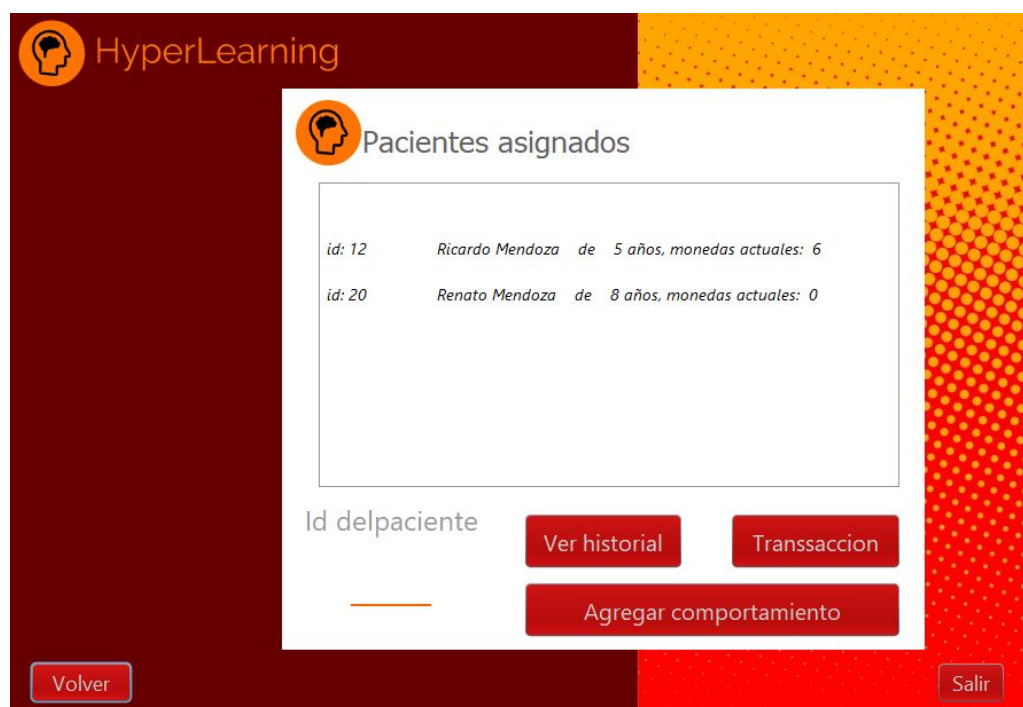 HyperLearning
Pacientes asignados
id: 12 Ricardo Mendoza de 5 años, monedas actuales: 6
id: 20 Renato Mendoza de 8 años, monedas actuales: 0
Id delpaciente
Ver historial
Transsaccion
Agregar comportamiento
Volver
Salir